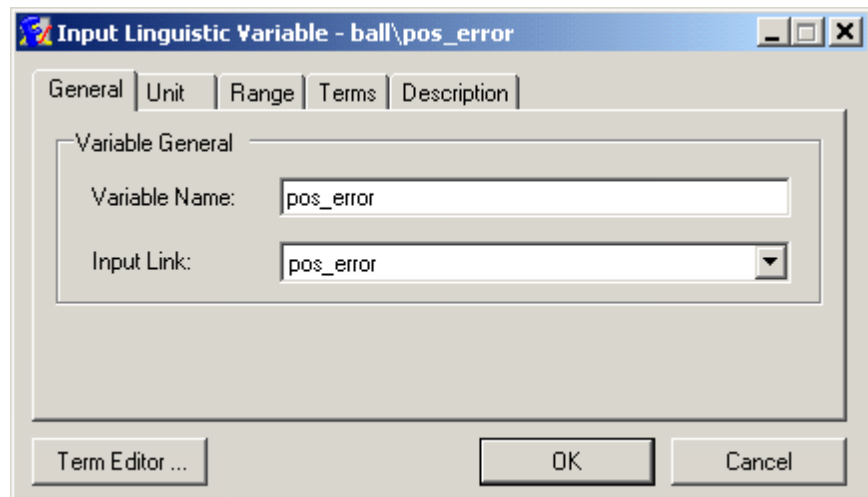 Input Linguistic Variable - ball\pos_error
General Unit Range Terms Description
Variable General
Variable Name: pos_error
Input Link: pos_error
Term Editor ... OK Cancel